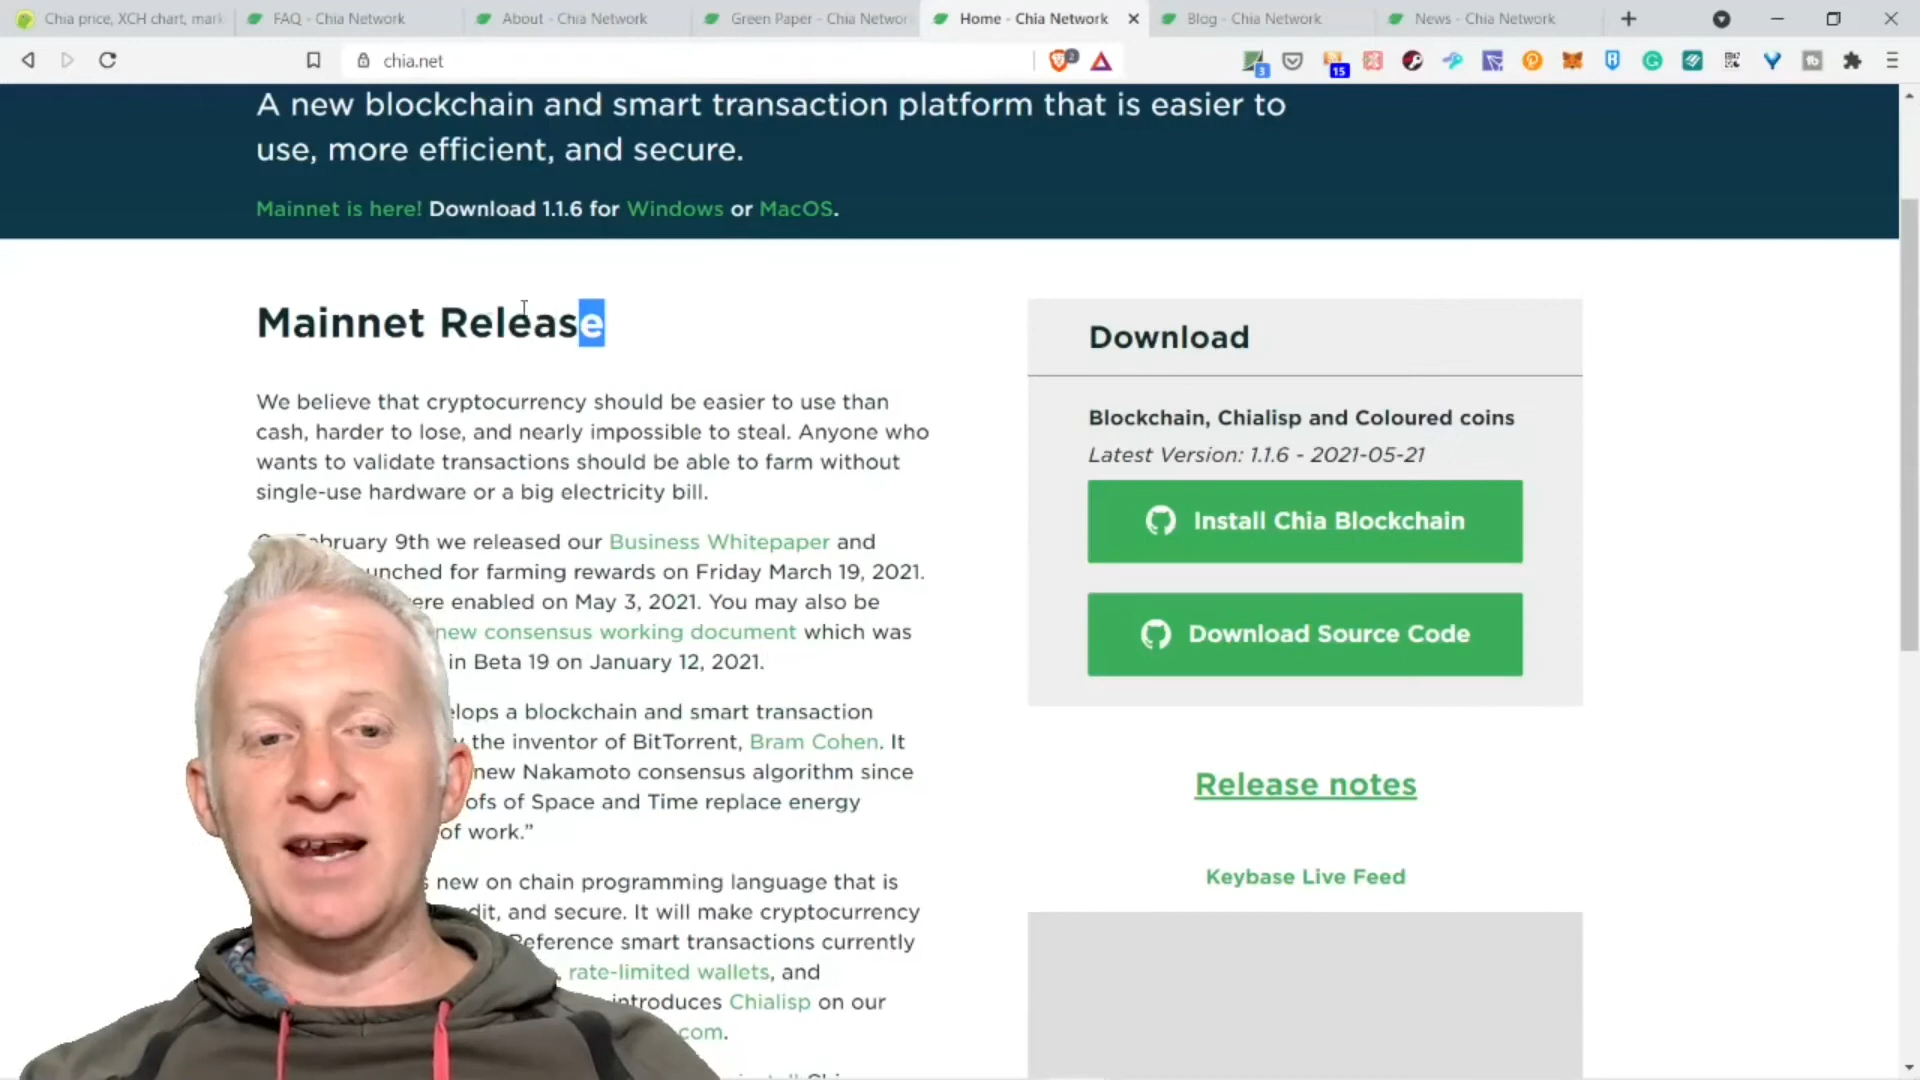 Chia price, XCH chart, mark
FAQ - Chia Network
About - Chia Network
Green Paper - Chia Networ
Home - Chia Network
Blog - Chia Network
News - Chia Network
chia.net
2
3
15
A new blockchain and smart transaction platform that is easier to
use, more efficient, and secure.
Mainnet is here! Download 1.1.6 for Windows or MacOS.
Mainnet Release
We believe that cryptocurrency should be easier to use than
cash, harder to lose, and nearly impossible to steal. Anyone who
wants to validate transactions should be able to farm without
single-use hardware or a big electricity bill.
February 9th we released our Business Whitepaper and
unched for farming rewards on Friday March 19, 2021.
ere enabled on May 3, 2021. You may also be
new consensus working document which was
in Beta 19 on January 12, 2021.
elops a blockchain and smart transaction
the inventor of BitTorrent, Bram Cohen. It
new Nakamoto consensus algorithm since
ofs of Space and Time replace energy
of work.”
new on chain programming language that is
dit, and secure. It will make cryptocurrency
Reference smart transactions currently
, rate-limited wallets, and
introduces Chialisp on our
com.
Download
Blockchain, Chialisp and Coloured coins
Latest Version: 1.1.6 - 2021-05-21
Install Chia Blockchain
Download Source Code
Release notes
Keybase Live Feed